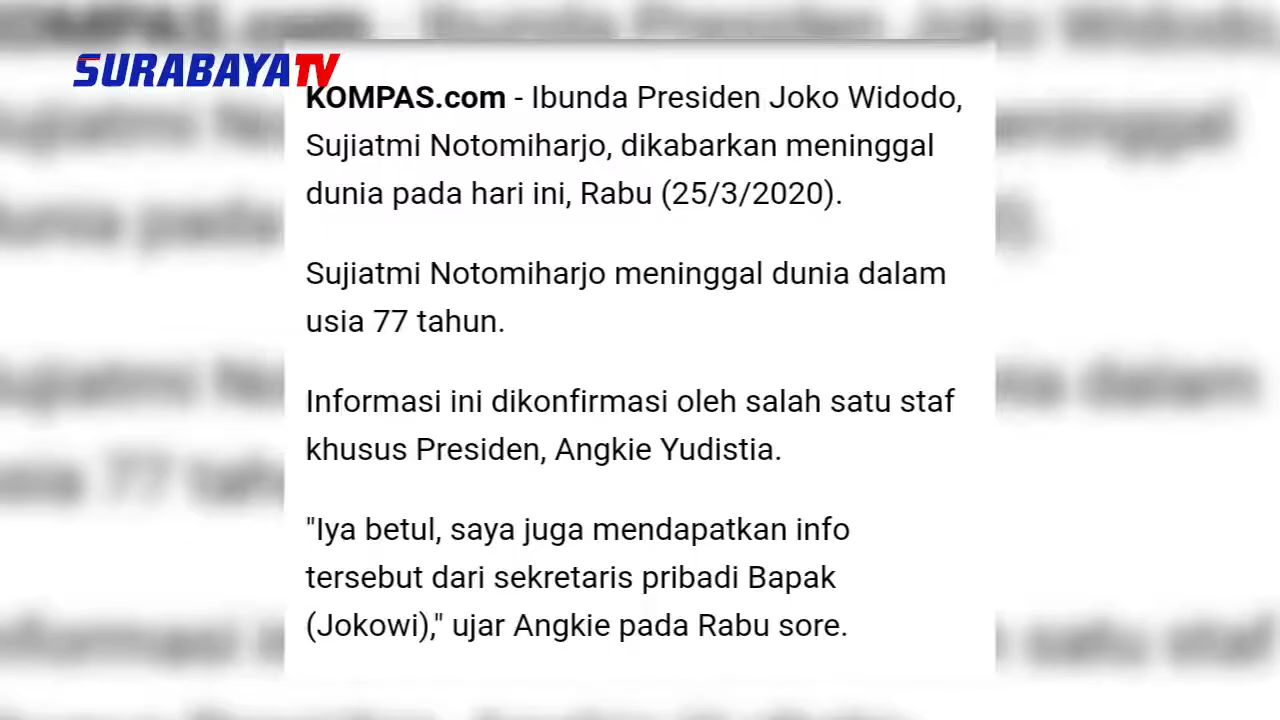 SURABAYATV
KOMPAS.com - Ibunda Presiden Joko Widodo,
Sujiatmi Notomiharjo, dikabarkan meninggal
dunia pada hari ini, Rabu (25/3/2020).
Sujiatmi Notomiharjo meninggal dunia dalam
usia 77 tahun.
Informasi ini dikonfirmasi oleh salah satu staf
khusus Presiden, Angkie Yudistia.
"Iya betul, saya juga mendapatkan info
tersebut dari sekretaris pribadi Bapak
(Jokowi)," ujar Angkie pada Rabu sore.